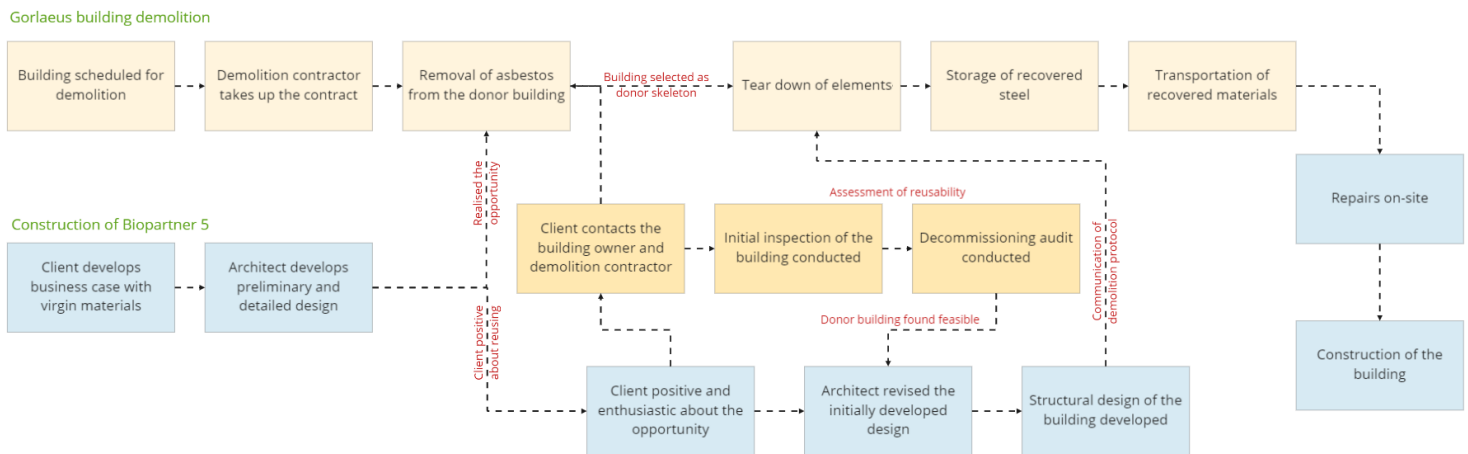 Gorlaeus building demolition
Building scheduled for
demolition
Demolition contractor
takes up the contract
Removal of asbestos
from the donor building
Building selected as
donor skeleton
Tear down of elements
Storage of recovered
steel
Transportation of
recovered materials
Realised the
opportunity
Assessment of reusability
Repairs on-site
Construction of Biopartner 5
Client develops
business case with
virgin materials
Architect develops
preliminary and
detailed design
Client contacts the
building owner and
demolition contractor
Initial inspection of the
building conducted
Decommissioning audit
conducted
Communication of
demolition protocol
Client positive
about reusing
Donor building found feasible
Client positive and
enthusiastic about the
opportunity
Architect revised the
initially developed
design
Structural design of the
building developed
Construction of the
building